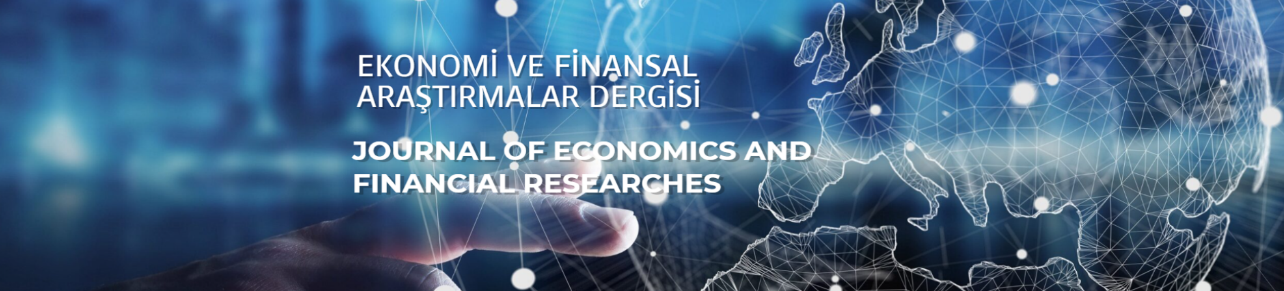 EKONOMİ VE FİNANSAL
ARAŞTIRMALAR DERGİSİ
JOURNAL OF ECONOMICS AND
FINANCIAL RESEARCHES